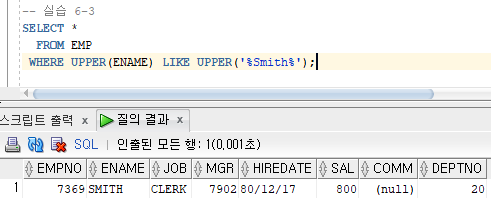 -- 실습 6-3
SELECT *
FROM EMP
WHERE UPPER(ENAME) LIKE UPPER('%Smith%');
스크립트 출력 x 질의 결과 x
SQL | 인출된 모든 행: 1(0,001초)
EMPNO ENAME JOB MGR HIREDATE SAL COMM DEPTNO
1 7369 SMITH CLERK 7902 80/12/17 800 (null) 20